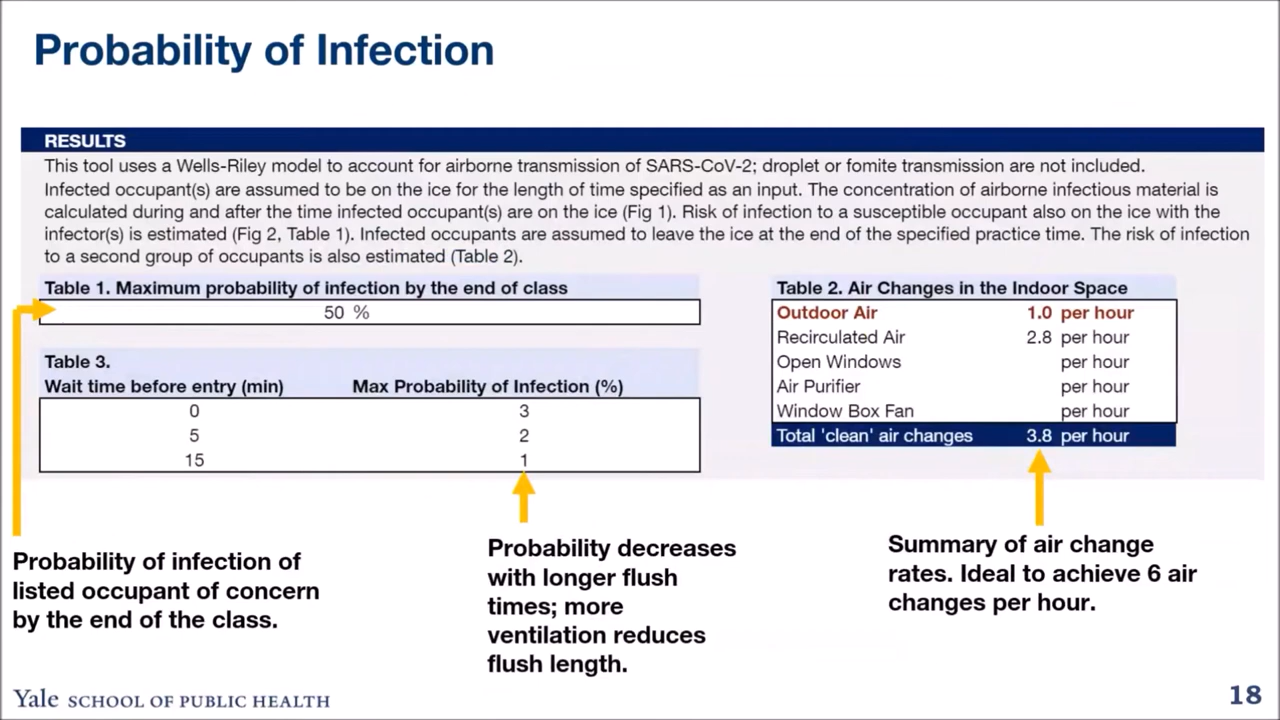 Probability of Infection
RESULTS
This tool uses a Wells-Riley model to account for airborne transmission of SARS-CoV-2; droplet or fomite transmission are not included.
Infected occupant(s) are assumed to be on the ice for the length of time specified as an input. The concentration of airborne infectious material is
calculated during and after the time infected occupant(s) are on the ice (Fig 1). Risk of infection to a susceptible occupant also on the ice with the
infector(s) is estimated (Fig 2, Table 1). Infected occupants are assumed to leave the ice at the end of the specified practice time. The risk of infection
to a second group of occupants is also estimated (Table 2).
Table 1. Maximum probability of infection by the end of class
50 %
Table 3.
Wait time before entry (min) Max Probability of Infection (%)
0 3
5 2
15 1
Table 2. Air Changes in the Indoor Space
Outdoor Air 1.0 per hour
Recirculated Air 2.8 per hour
Open Windows per hour
Air Purifier per hour
Window Box Fan per hour
Total 'clean' air changes 3.8 per hour
Probability of infection of
listed occupant of concern
by the end of the class.
Probability decreases
with longer flush
times; more
ventilation reduces
flush length.
Summary of air change
rates. Ideal to achieve 6 air
changes per hour.
Yale SCHOOL OF PUBLIC HEALTH
18